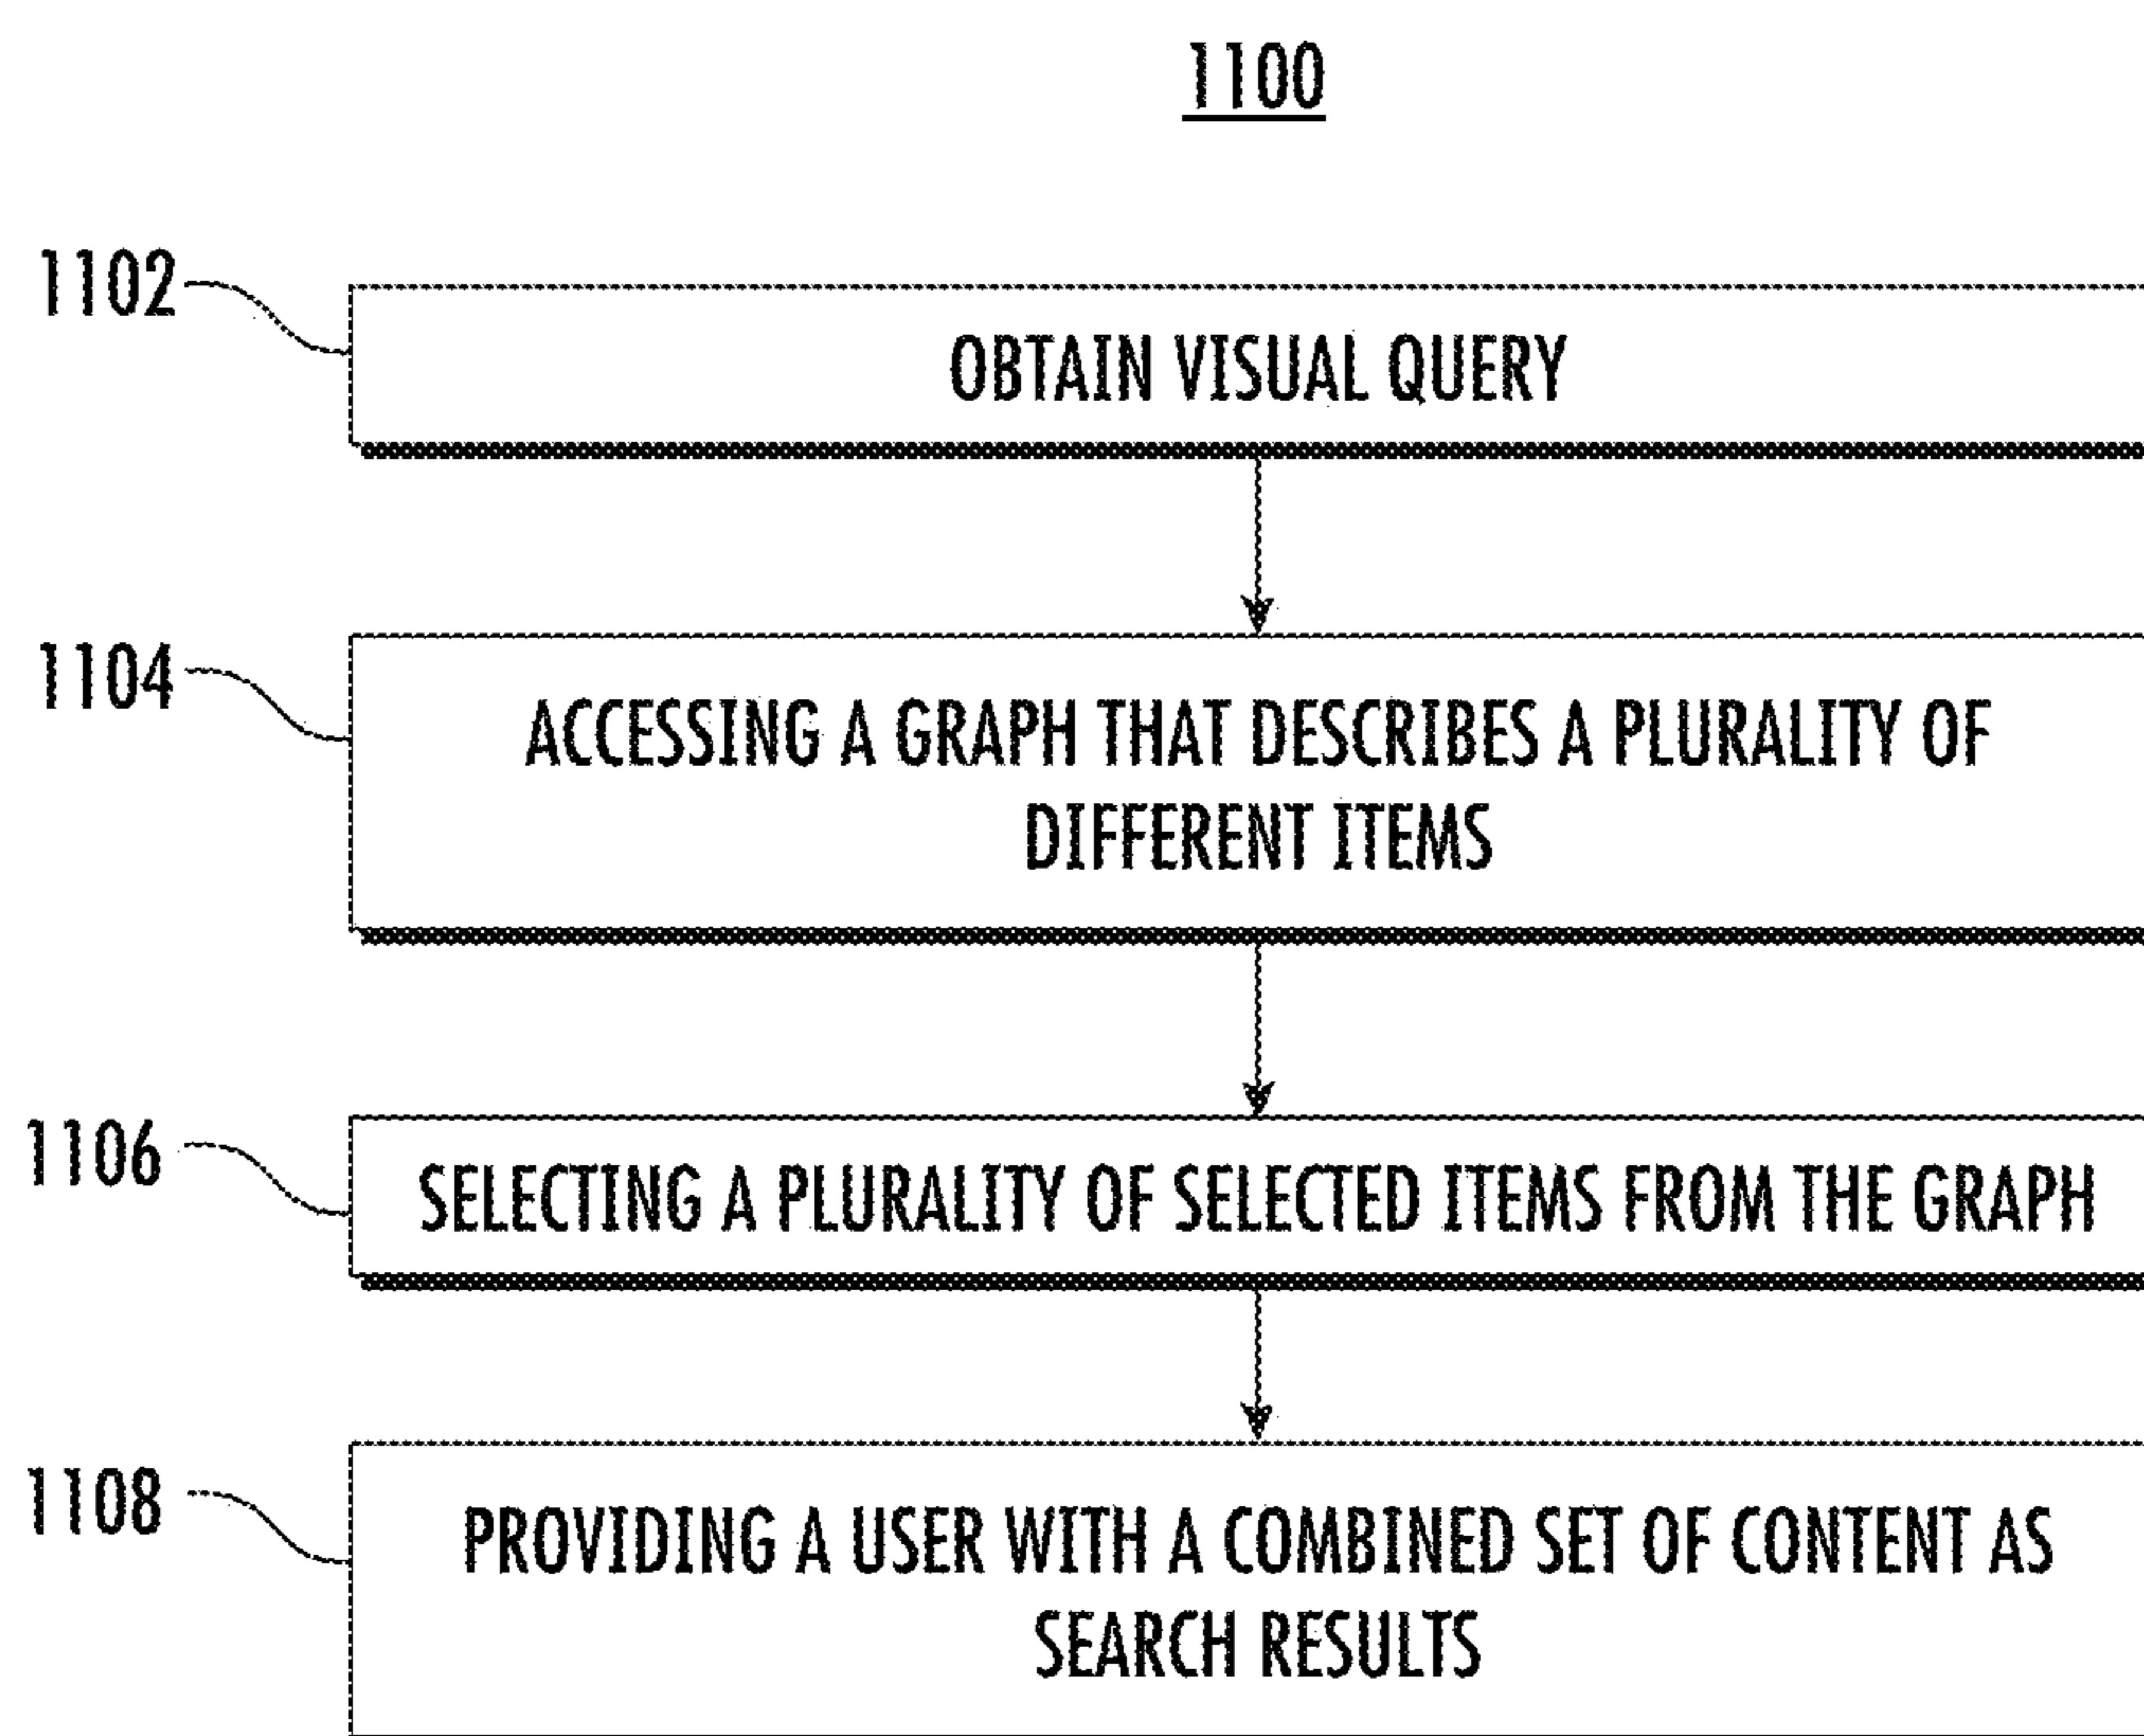 1100
1102
OBTAIN VISUAL QUERY
1104
ACCESSING A GRAPH THAT DESCRIBES A PLURALITY OF
DIFFERENT ITEMS
1106
SELECTING A PLURALITY OF SELECTED ITEMS FROM THE GRAPH
1108
PROVIDING A USER WITH A COMBINED SET OF CONTENT AS
SEARCH RESULTS